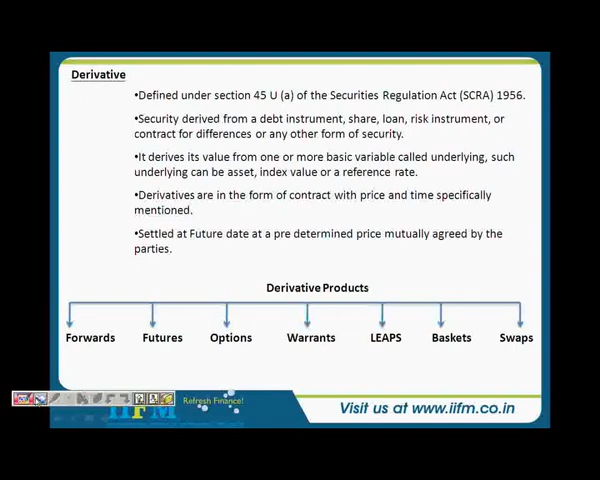 Derivative
•Defined under section 45 U (a) of the Securities Regulation Act (SCRA) 1956.
•Security derived from a debt instrument, share, loan, risk instrument, or
contract for differences or any other form of security.
•It derives its value from one or more basic variable called underlying, such
underlying can be asset, index value or a reference rate.
•Derivatives are in the form of contract with price and time specifically
mentioned.
•Settled at Future date at a pre determined price mutually agreed by the
parties.
Derivative Products
Forwards Futures Options Warrants LEAPS Baskets Swaps
IIFM Refresh Finance!
Visit us at www.iifm.co.in